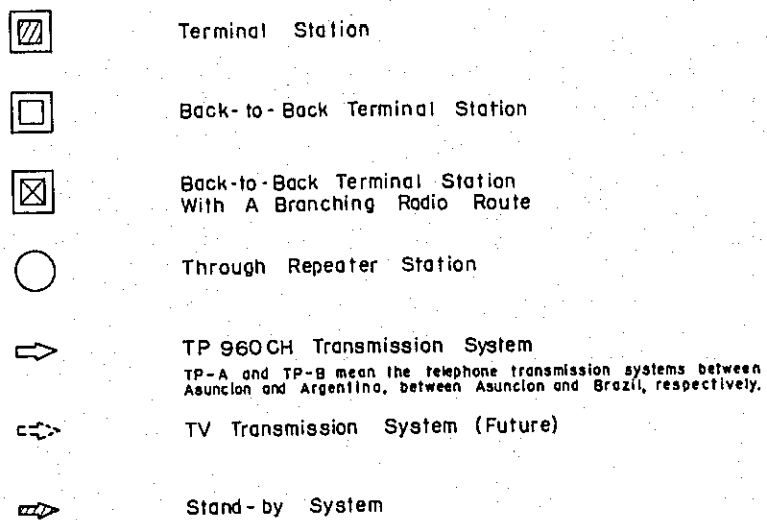 Terminal Station
Back-to-Back Terminal Station
Back-to-Back Terminal Station
With A Branching Radio Route
Through Repeater Station
TP 960CH Transmission System
TP-A and TP-B mean the telephone transmission systems between
Asuncion and Argentina, between Asuncion and Brazil, respectively.
TV Transmission System (Future)
Stand-by System